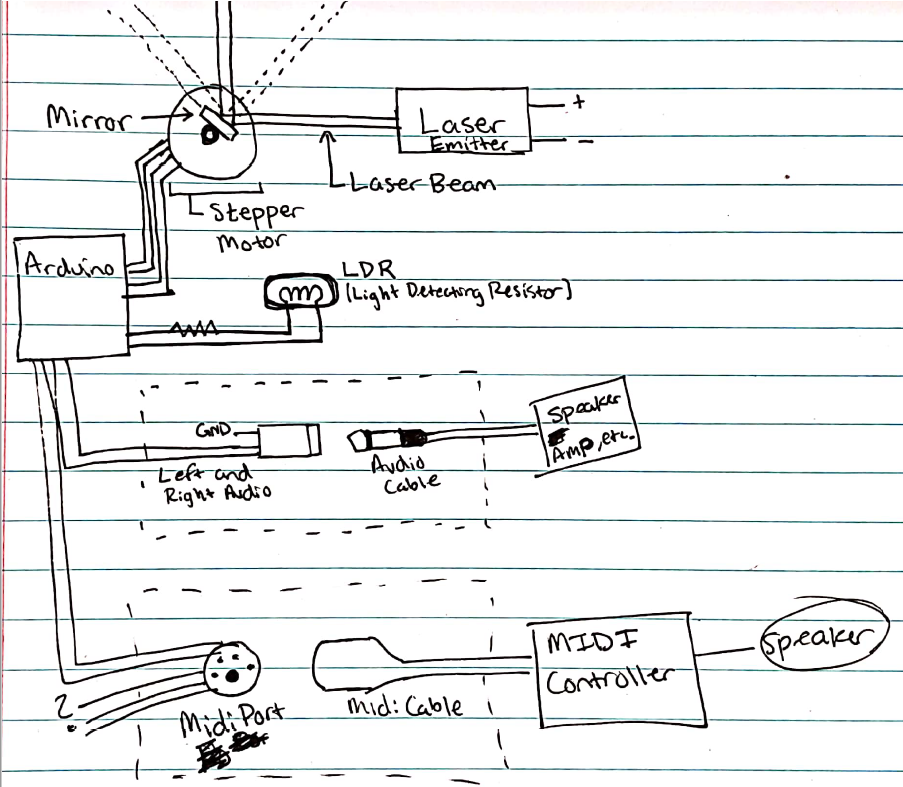 Mirror
Laser
Emitter
+
-
Laser Beam
Stepper
Motor
Arduino
LDR
(Light Detecting Resistor)
Speaker
Amp, etc.
GND
Audio
Cable
Left and
Right Audio
MIDI
Controller
Speaker
?
Midi Port
Midi Cable